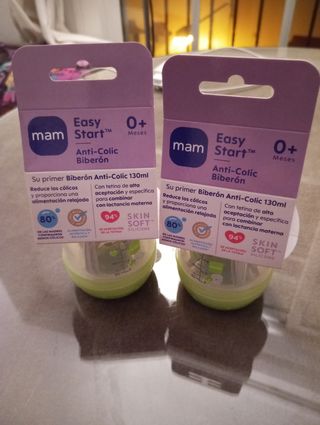 mam
Easy
Start™
Anti-Colic
Biberón
0+
Meses
Su primer Biberón Anti-Colic 130ml
Reduce los cólicos
y proporciona una
alimentación relajada
Con tetina de alta
aceptación y específica
para combinar
con lactancia materna
80%
94%
SKIN
SOFT
SILICONE
mam
Easy
Start™
Anti-Colic
Biberón
0+
Meses
Su primer Biberón Anti-Colic 130ml
Reduce los cólicos
y proporciona una
alimentación relajada
Con tetina de alta
aceptación y específica
para combinar
con lactancia materna
80%
94%
SKIN
SOFT
SILICONE